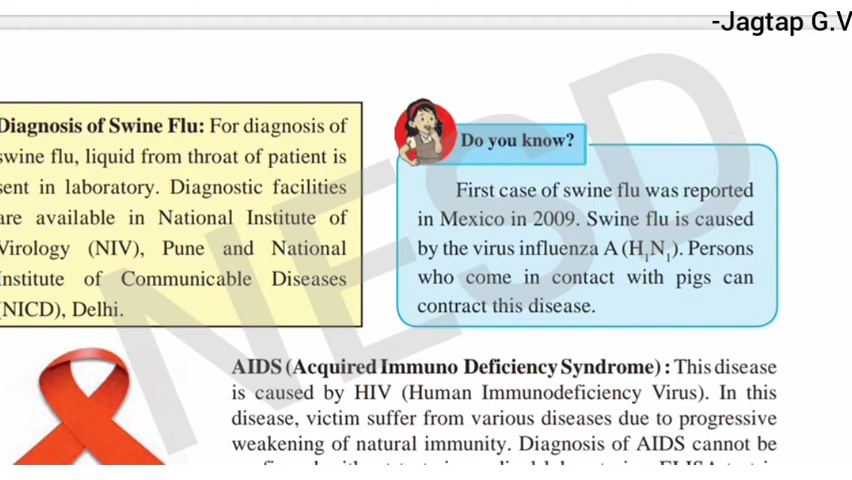 -Jagtap G.V
Diagnosis of Swine Flu: For diagnosis of
swine flu, liquid from throat of patient is
sent in laboratory. Diagnostic facilities
are available in National Institute of
Virology (NIV), Pune and National
Institute of Communicable Diseases
(NICD), Delhi.
Do you know?
First case of swine flu was reported
in Mexico in 2009. Swine flu is caused
by the virus influenza A (H₁N₁). Persons
who come in contact with pigs can
contract this disease.
AIDS (Acquired Immuno Deficiency Syndrome) : This disease
is caused by HIV (Human Immunodeficiency Virus). In this
disease, victim suffer from various diseases due to progressive
weakening of natural immunity. Diagnosis of AIDS cannot be
NESD